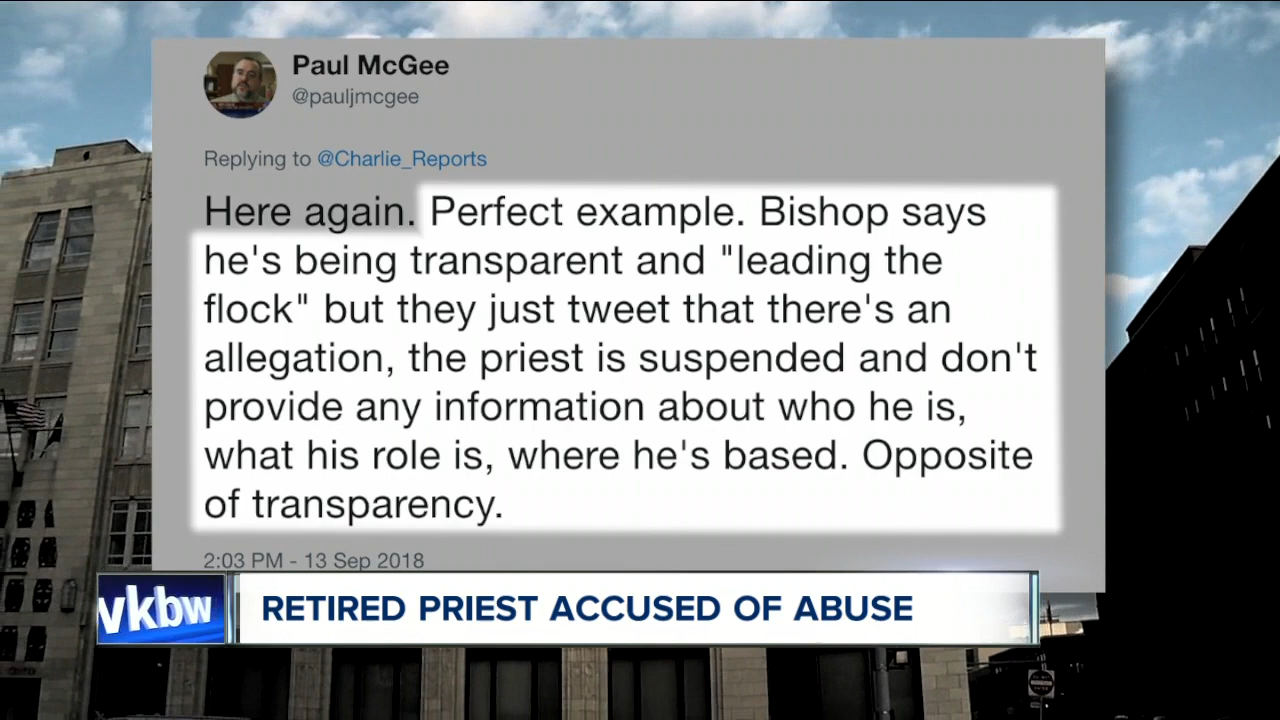 Paul McGee
@pauljmcgee
Replying to @Charlie_Reports
Here again. Perfect example. Bishop says
he's being transparent and "leading the
flock" but they just tweet that there's an
allegation, the priest is suspended and don't
provide any information about who he is,
what his role is, where he's based. Opposite
of transparency.
2:03 PM - 13 Sep 2018
wkbw
RETIRED PRIEST ACCUSED OF ABUSE